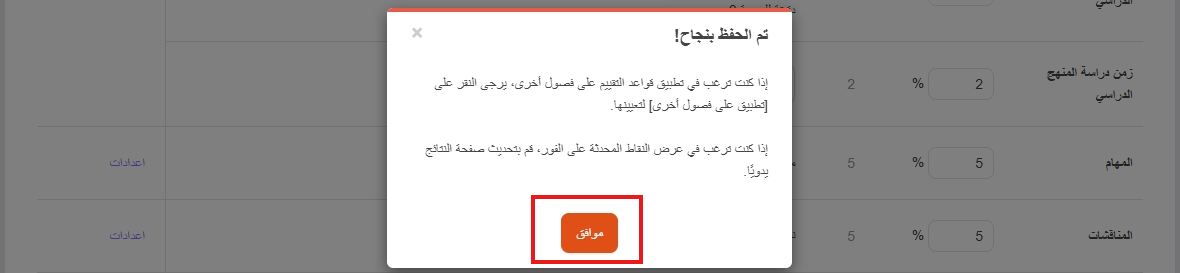 الدراسي
تم الحفظ بنجاح!
×
إذا كنت ترغب في تطبيق قواعد التقييم على فصول أخرى، يرجى النقر على
[تطبيق على فصول أخرى] لتعيينها.
إذا كنت ترغب في عرض النقاط المحدثة على الفور، قم بتحديث صفحة النتائج
يدويًا.
موافق
زمن دراسة المنهج
الدراسي
2
%
2
المهام
5
%
5
اعدادات
المناقشات
5
%
5
اعدادات